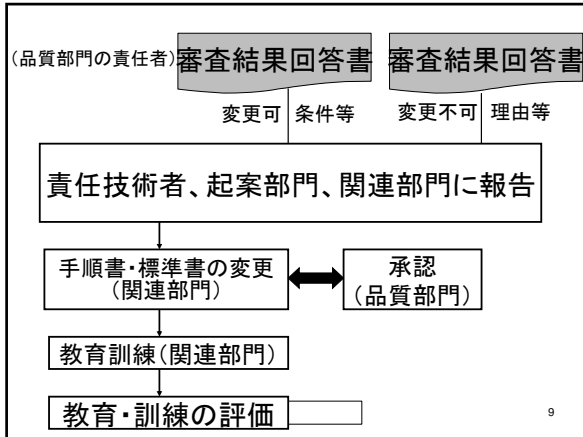 (品質部門の責任者)
審査結果回答書
審査結果回答書
変更可 条件等
変更不可 理由等
責任技術者、起案部門、関連部門に報告
手順書・標準書の変更
(関連部門)
承認
(品質部門)
教育訓練(関連部門)
教育・訓練の評価
9